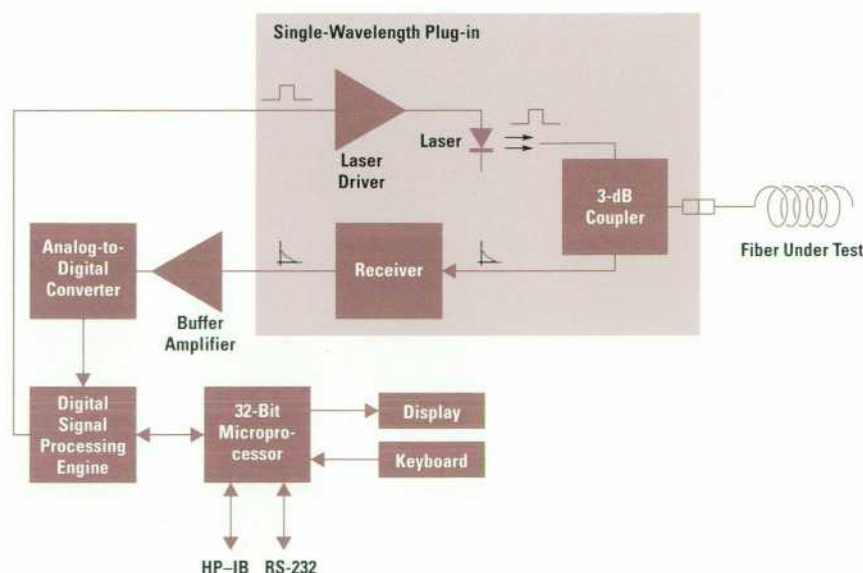 Single-Wavelength Plug-in
Laser
Driver
Laser
3-dB
Coupler
Fiber Under Test
Analog-to-
Digital
Converter
Buffer
Amplifier
Receiver
Digital
Signal
Processing
Engine
32-Bit
Micropro-
cessor
Display
Keyboard
HP–IB
RS-232